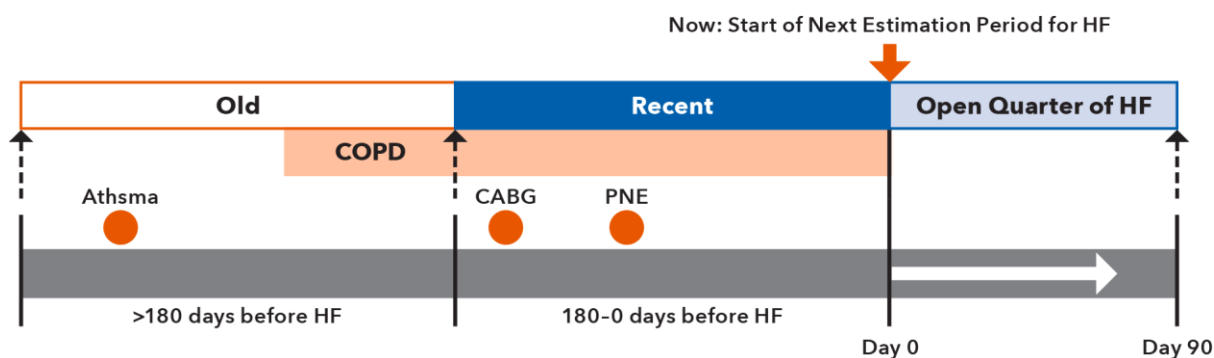 Now: Start of Next Estimation Period for HF
Old
Recent
Open Quarter of HF
COPD
Athsma
CABG
PNE
>180 days before HF
180–0 days before HF
Day 0
Day 90